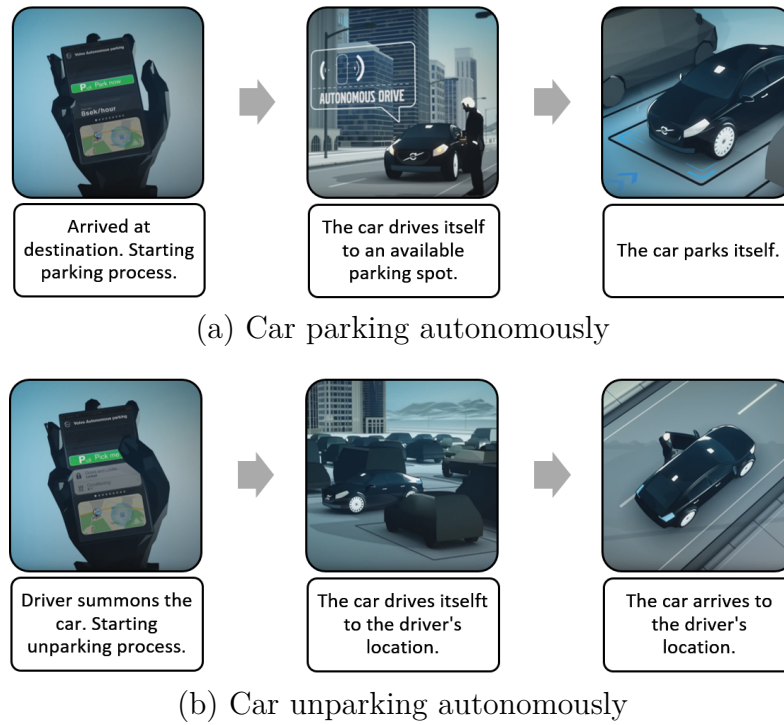 Volvo Autonomous parking
Park now
8sek/hour
AUTONOMOUS DRIVE
Arrived at
destination. Starting
parking process.
The car drives itself
to an available
parking spot.
The car parks itself.
(a) Car parking autonomously
Volvo Autonomous parking
Pick me
Driver summons the
car. Starting
unparking process.
The car drives itselft
to the driver's
location.
The car arrives to
the driver's
location.
(b) Car unparking autonomously